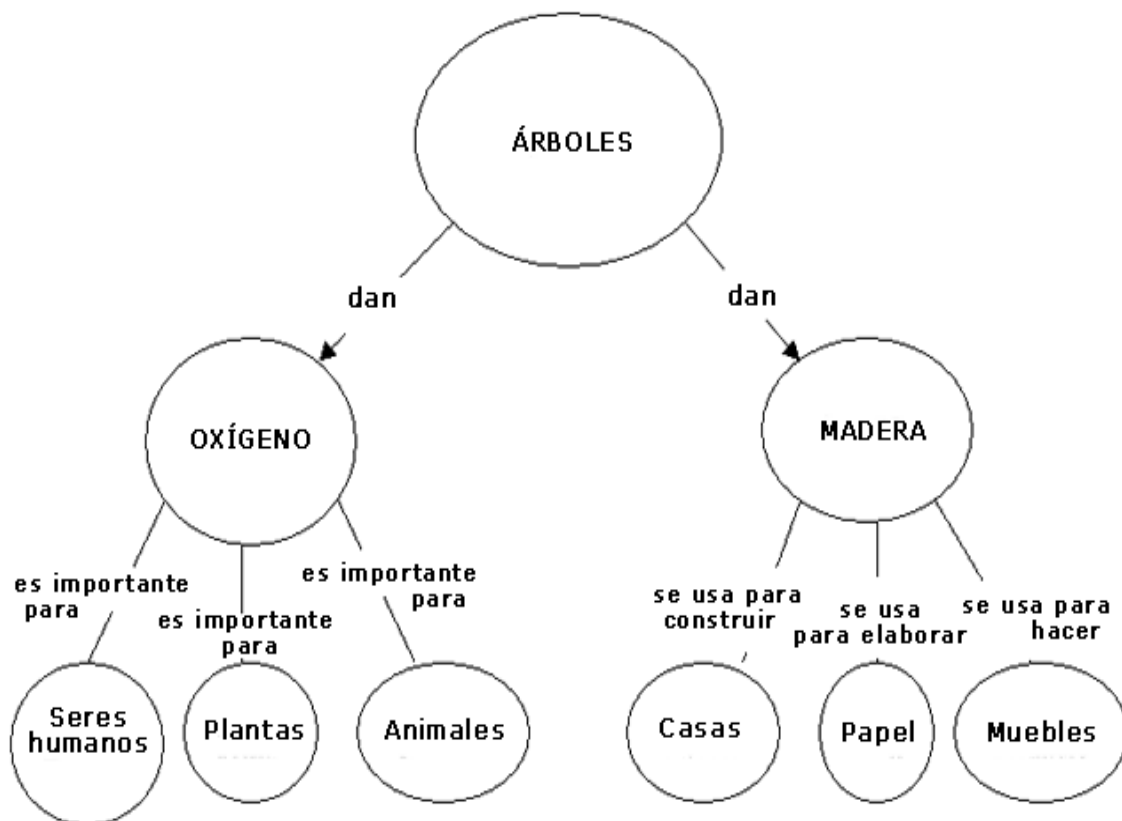 ÁRBOLES
dan
dan
OXÍGENO
MADERA
es importante
para
es importante
para
es importante
para
se usa para
construir
se usa
para elaborar
se usa para
hacer
Seres
humanos
Plantas
Animales
Casas
Papel
Muebles